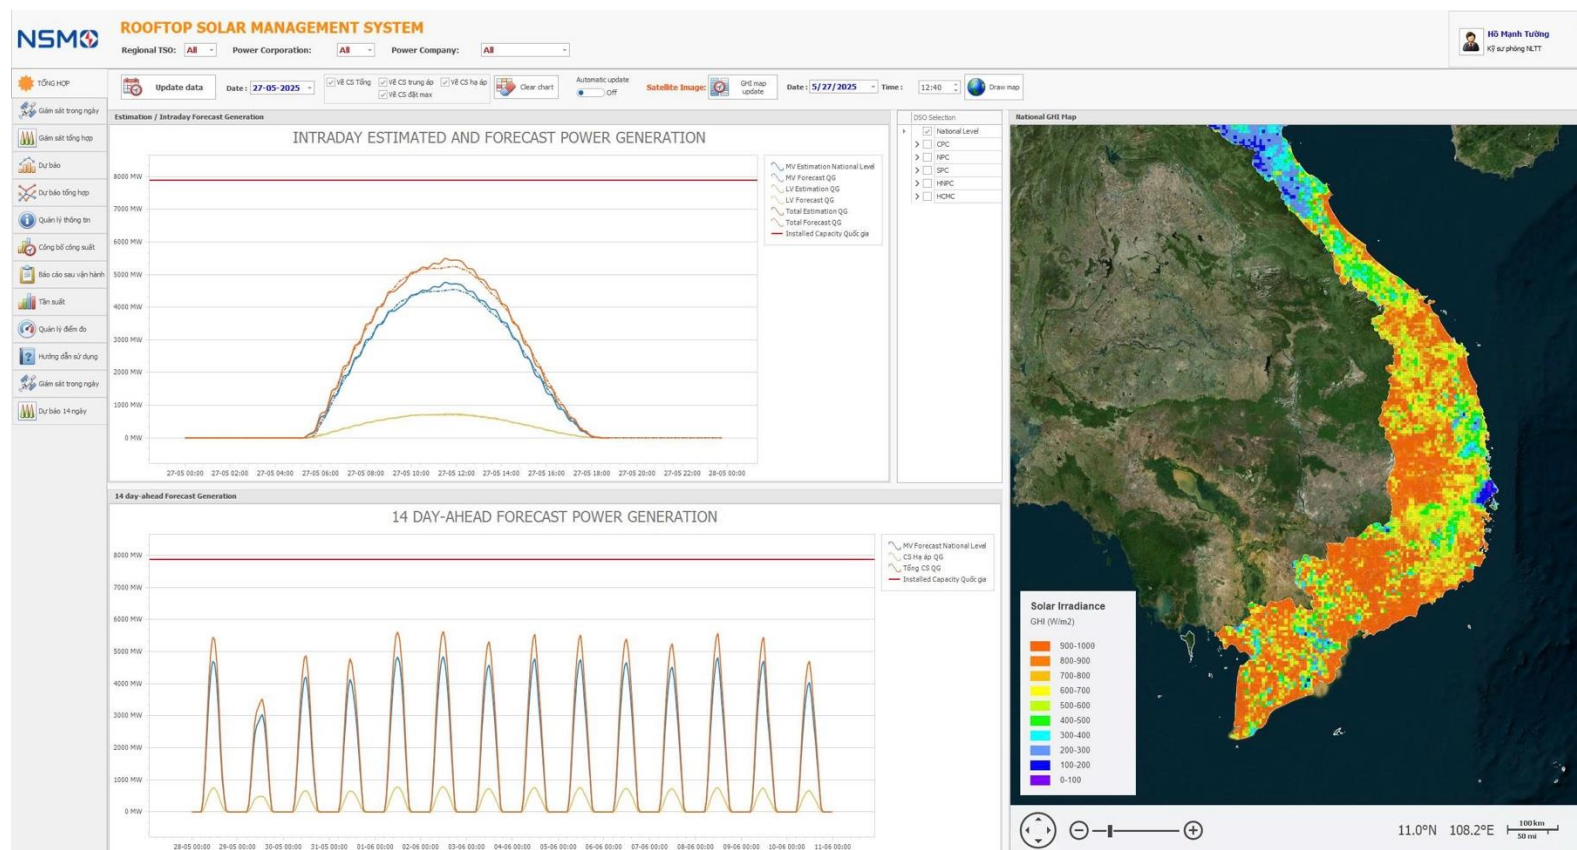 NSMO
ROOFTOP SOLAR MANAGEMENT SYSTEM
Regional TSO: All Power Corporation: All Power Company: All
Hồ Mạnh Tường
Kỹ sư phòng NLTT
TỔNG HỢP
Giám sát trong ngày
Giám sát tổng hợp
Dự báo
Dự báo tổng hợp
Quản lý thông tin
Công bố công suất
Báo cáo sau vận hành
Tần suất
Quản lý điểm đo
Hướng dẫn sử dụng
Giám sát trong ngày
Dự báo 14 ngày
Update data Date: 27-05-2025 Vẽ CS Tổng Vẽ CS trung áp Vẽ CS hạ áp
Vẽ CS đặt max
Clear chart
Automatic update
Off
Satellite Image: GHI map update Date: 5/27/2025 Time: 12:40 Draw map
Estimation / Intraday Forecast Generation
INTRADAY ESTIMATED AND FORECAST POWER GENERATION
8000 MW
7000 MW
6000 MW
5000 MW
4000 MW
3000 MW
2000 MW
1000 MW
0 MW
27-05 00:00 27-05 02:00 27-05 04:00 27-05 06:00 27-05 08:00 27-05 10:00 27-05 12:00 27-05 14:00 27-05 16:00 27-05 18:00 27-05 20:00 27-05 22:00 28-05 00:00
MV Estimation National Level
MV Forecast QG
LV Estimation QG
LV Forecast QG
Total Estimation QG
Total Forecast QG
Installed Capacity Quốc gia
DSO Selection
National Level
CPC
NPC
SPC
HNPC
HCMC
14 day-ahead Forecast Generation
14 DAY-AHEAD FORECAST POWER GENERATION
8000 MW
7000 MW
6000 MW
5000 MW
4000 MW
3000 MW
2000 MW
1000 MW
0 MW
28-05 00:00 29-05 00:00 30-05 00:00 31-05 00:00 01-06 00:00 02-06 00:00 03-06 00:00 04-06 00:00 05-06 00:00 06-06 00:00 07-06 00:00 08-06 00:00 09-06 00:00 10-06 00:00 11-06 00:00
MV Forecast National Level
CS Hạ áp QG
Tổng CS QG
Installed Capacity Quốc gia
National GHI Map
Solar Irradiance
GHI (W/m2)
900-1000
800-900
700-800
600-700
500-600
400-500
300-400
200-300
100-200
0-100
11.0°N 108.2°E 100 km
50 mi